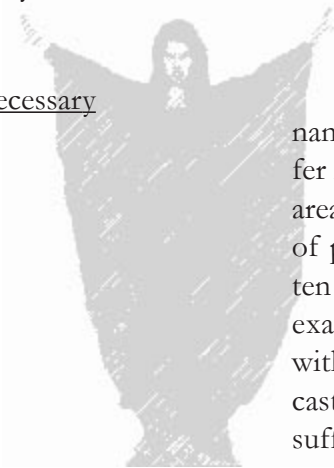 ecessary
nan
fer
area
of p
ten
exa
with
cast
suff